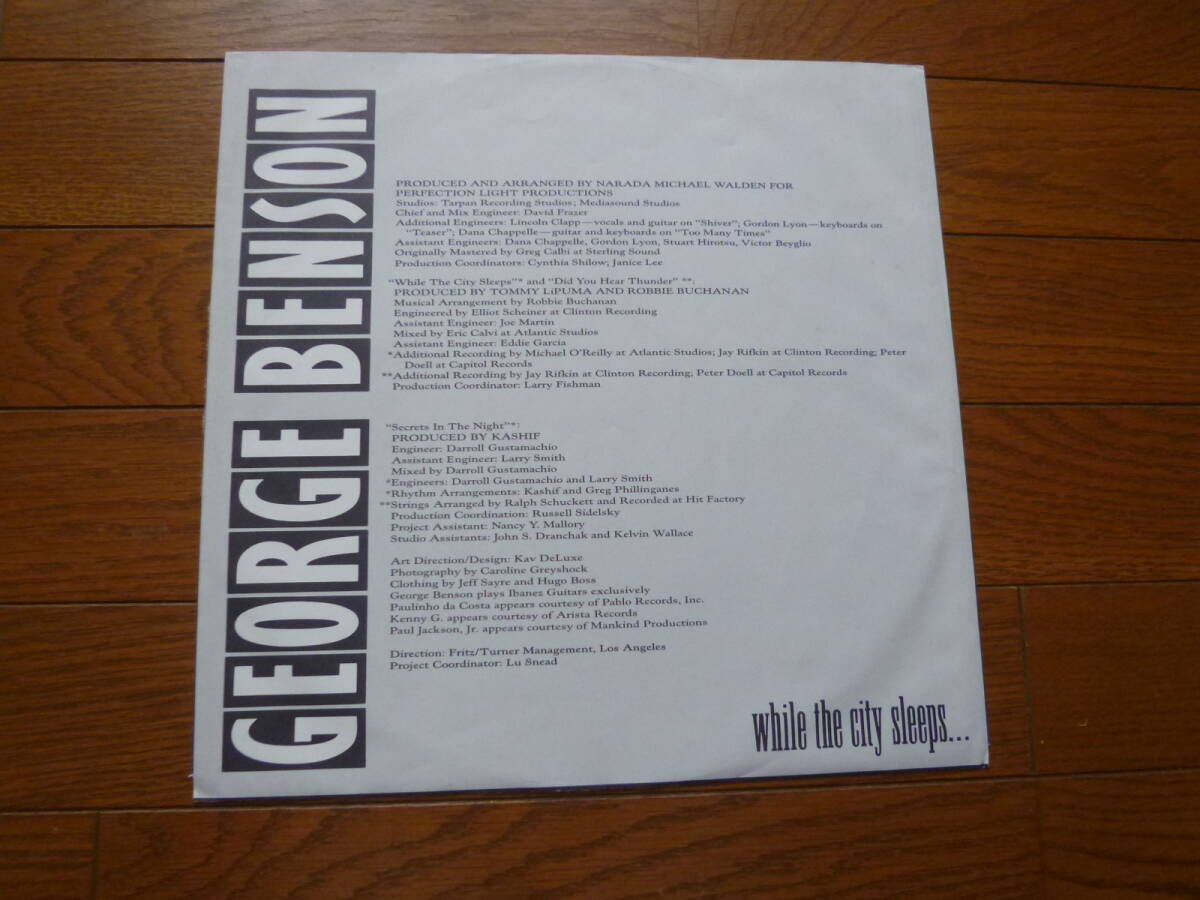 GEORGE BENSON
PRODUCED AND ARRANGED BY NARADA MICHAEL WALDEN FOR
PERFECTION LIGHT PRODUCTIONS
Studios: Tarpan Recording Studios; Mediasound Studios
Chief and Mix Engineer: David Frazer
Additional Engineers: Lincoln Clapp—vocals and guitar on "Shiver"; Gordon Lyon—keyboards on
"Teaser"; Dana Chappelle—guitar and keyboards on "Too Many Times"
Assistant Engineers: Dana Chappelle, Gordon Lyon, Stuart Hirotsu, Victor Beyglio
Originally Mastered by Greg Calbi at Sterling Sound
Production Coordinators: Cynthia Shilow; Janice Lee
"While The City Sleeps"* and "Did You Hear Thunder" **:
PRODUCED BY TOMMY LiPUMA AND ROBBIE BUCHANAN
Musical Arrangement by Robbie Buchanan
Engineered by Elliot Scheiner at Clinton Recording
Assistant Engineer: Joe Martin
Mixed by Eric Calvi at Atlantic Studios
Assistant Engineer: Eddie Garcia
*Additional Recording by Michael O'Reilly at Atlantic Studios; Jay Rifkin at Clinton Recording; Peter
Doell at Capitol Records
**Additional Recording by Jay Rifkin at Clinton Recording; Peter Doell at Capitol Records
Production Coordinator: Larry Fishman
"Secrets In The Night"*:
PRODUCED BY KASHIF
Engineer: Darroll Gustamachio
Assistant Engineer: Larry Smith
Mixed by Darroll Gustamachio
*Engineers: Darroll Gustamachio and Larry Smith
*Rhythm Arrangements: Kashif and Greg Phillinganes
**Strings Arranged by Ralph Schuckett and Recorded at Hit Factory
Production Coordination: Russell Sidelsky
Project Assistant: Nancy Y. Mallory
Studio Assistants: John S. Dranchak and Kelvin Wallace
Art Direction/Design: Kav DeLuxe
Photography by Caroline Greyshock
Clothing by Jeff Sayre and Hugo Boss
George Benson plays Ibanez Guitars exclusively
Paulinho da Costa appears courtesy of Pablo Records, Inc.
Kenny G. appears courtesy of Arista Records
Paul Jackson, Jr. appears courtesy of Mankind Productions
Direction: Fritz/Turner Management, Los Angeles
Project Coordinator: Lu Snead
while the city sleeps...